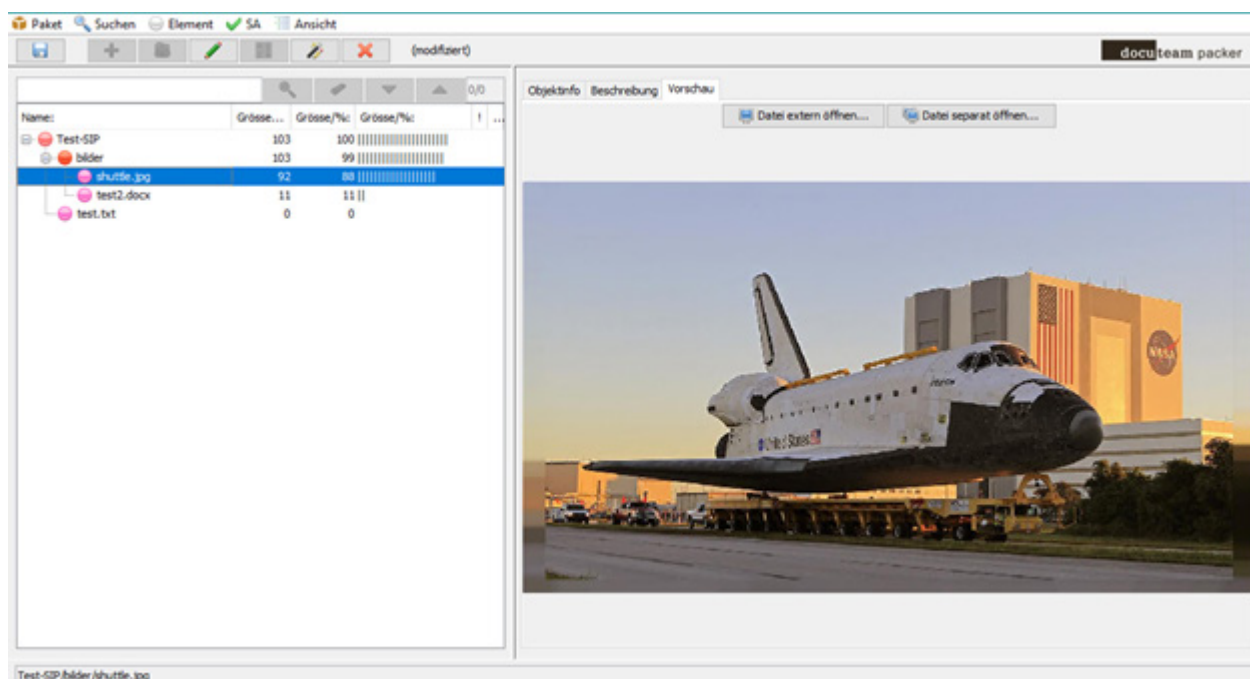 Paket Suchen Element SA Ansicht
(modifiziert)
docuteam packer
0/0
Objektinfo Beschreibung Vorschau
Datei extern öffnen... Datei separat öffnen...
Name: Grösse... Grösse/%: Grösse/%: ! ...
Test-SIP 103 100
bilder 103 99
shuttle.jpg 92 88
test2.docx 11 11
test.txt 0 0
NASA
United States
Test-SIP/bilder/shuttle.jpg